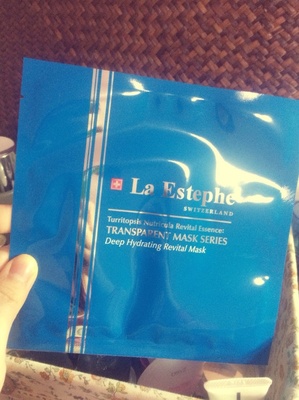 La Estephe
SWITZERLAND
Turritopsis Nutricula Revital Essence:
TRANSPARENT MASK SERIES
Deep Hydrating Revital Mask